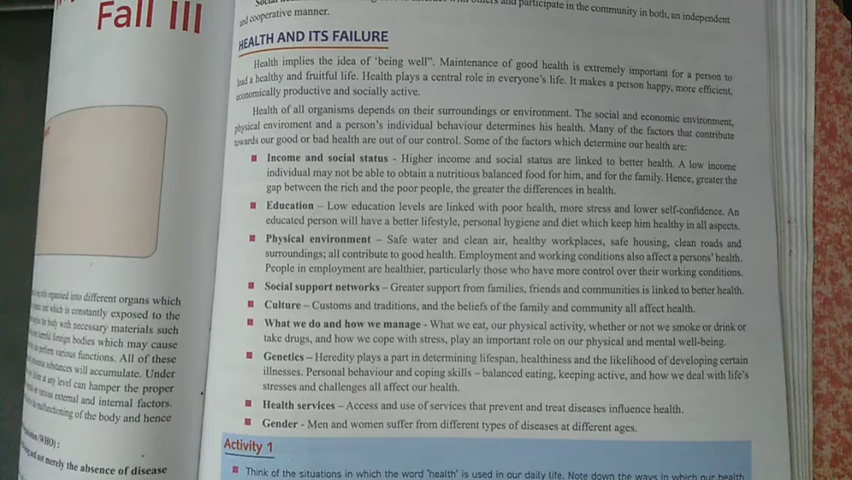 Fall III
organised into different organs which
which is constantly exposed to the
the body with necessary materials such
foreign bodies which may cause
various functions. All of these
substances will accumulate. Under
at any level can hamper the proper
various external and internal factors.
malfunctioning of the body and hence
(WHO) :
and not merely the absence of disease
and participate in the community in both, an independent
and cooperative manner.
HEALTH AND ITS FAILURE
Health implies the idea of 'being well". Maintenance of good health is extremely important for a person to
lead a healthy and fruitful life. Health plays a central role in everyone's life. It makes a person happy, more efficient,
economically productive and socially active.
Health of all organisms depends on their surroundings or environment. The social and economic environment,
physical enviroment and a person's individual behaviour determines his health. Many of the factors that contribute
towards our good or bad health are out of our control. Some of the factors which determine our health are:
Income and social status - Higher income and social status are linked to better health. A low income
individual may not be able to obtain a nutritious balanced food for him, and for the family. Hence, greater the
gap between the rich and the poor people, the greater the differences in health.
Education – Low education levels are linked with poor health, more stress and lower self-confidence. An
educated person will have a better lifestyle, personal hygiene and diet which keep him healthy in all aspects.
Physical environment – Safe water and clean air, healthy workplaces, safe housing, clean roads and
surroundings; all contribute to good health. Employment and working conditions also affect a persons' health.
People in employment are healthier, particularly those who have more control over their working conditions.
Social support networks – Greater support from families, friends and communities is linked to better health.
Culture – Customs and traditions, and the beliefs of the family and community all affect health.
What we do and how we manage - What we eat, our physical activity, whether or not we smoke or drink or
take drugs, and how we cope with stress, play an important role on our physical and mental well-being.
Genetics – Heredity plays a part in determining lifespan, healthiness and the likelihood of developing certain
illnesses. Personal behaviour and coping skills – balanced eating, keeping active, and how we deal with life's
stresses and challenges all affect our health.
Health services – Access and use of services that prevent and treat diseases influence health.
Gender - Men and women suffer from different types of diseases at different ages.
Activity 1
Think of the situations in which the word 'health' is used in our daily life. Note down the ways in which our health